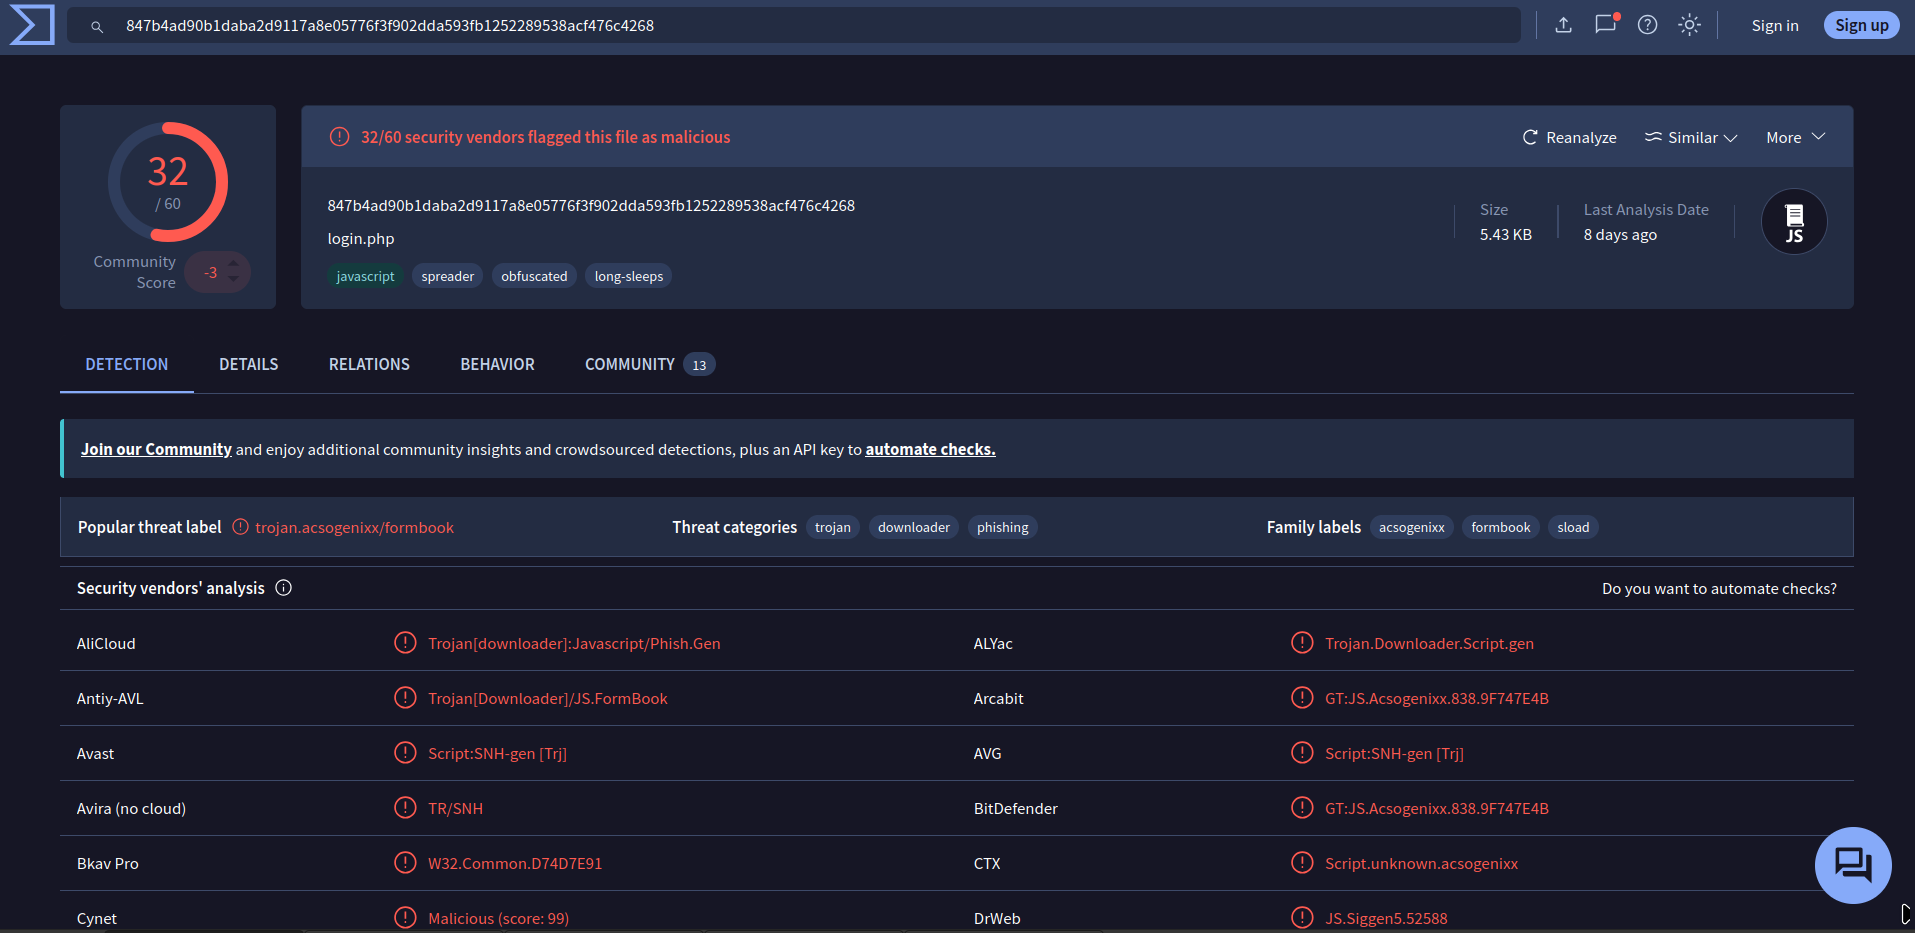 847b4ad90b1daba2d9117a8e05776f3f902dda593fb1252289538acf476c4268
Sign in
Sign up
32
/ 60
Community Score
-3
32/60 security vendors flagged this file as malicious
Reanalyze
Similar
More
847b4ad90b1daba2d9117a8e05776f3f902dda593fb1252289538acf476c4268
login.php
javascript spreader obfuscated long-sleeps
Size
5.43 KB
Last Analysis Date
8 days ago
JS
DETECTION DETAILS RELATIONS BEHAVIOR COMMUNITY 13
Join our Community and enjoy additional community insights and crowdsourced detections, plus an API key to automate checks.
Popular threat label trojan.acsogenixx/formbook Threat categories trojan downloader phishing Family labels acsogenixx formbook sload
Security vendors' analysis Do you want to automate checks?
AliCloud Trojan[downloader]:Javascript/Phish.Gen ALYac Trojan.Downloader.Script.gen
Antiy-AVL Trojan[Downloader]/JS.FormBook Arcabit GT:JS.Acsogenixx.838.9F747E4B
Avast Script:SNH-gen [Trj] AVG Script:SNH-gen [Trj]
Avira (no cloud) TR/SNH BitDefender GT:JS.Acsogenixx.838.9F747E4B
Bkav Pro W32.Common.D74D7E91 CTX Script.unknown.acsogenixx
Cynet Malicious (score: 99) DrWeb JS.Siggen5.52588